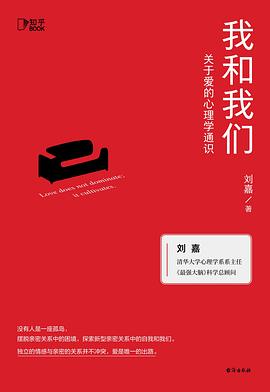 知乎
BOOK
我和我们
关于爱的心理学通识
刘嘉／著
Love does not dominate;
it cultivates.
刘 嘉
清华大学心理学系系主任
《最强大脑》科学总顾问
没有人是一座孤岛，
摆脱亲密关系中的困境，探索新型亲密关系中的自我和我们。
独立的情感与亲密的关系并不冲突，爱是唯一的出路。
台海出版社